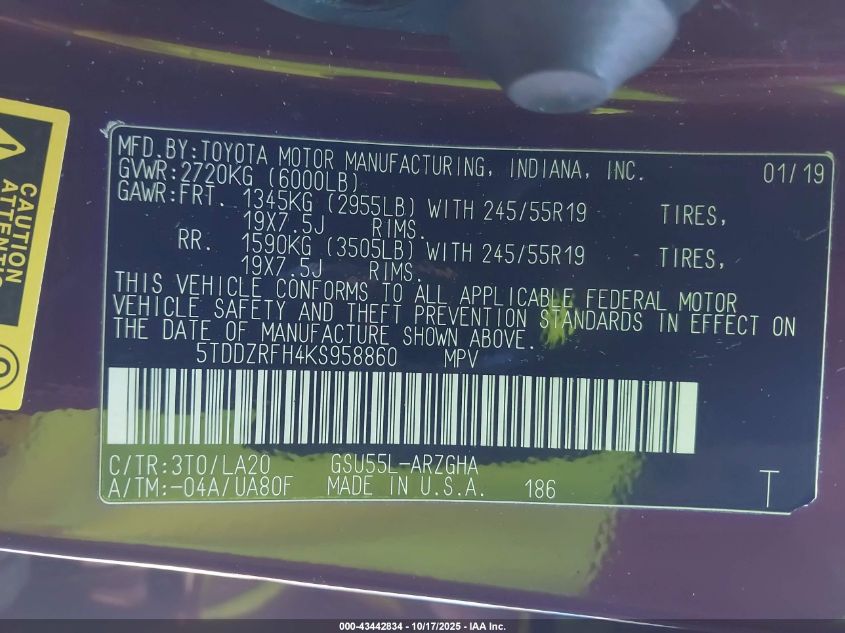 MFD.BY:TOYOTA MOTOR MANUFACTURING, INDIANA, INC. 01/19
GVWR:2720KG (6000LB)
GAWR:FRT. 1345KG (2955LB) WITH 245/55R19 TIRES,
19X7.5J RIMS.
RR. 1590KG (3505LB) WITH 245/55R19 TIRES,
19X7.5J RIMS.
THIS VEHICLE CONFORMS TO ALL APPLICABLE FEDERAL MOTOR
VEHICLE SAFETY AND THEFT PREVENTION STANDARDS IN EFFECT ON
THE DATE OF MANUFACTURE SHOWN ABOVE.
5TDDZRFH4KS958860 MPV
C/TR:3T0/LA20 GSU55L-ARZGHA
A/TM:-04A/UA80F MADE IN U.S.A. 186 T
CAUTION
ATTENTION
000-43442834 - 10/17/2025 - IAA Inc.